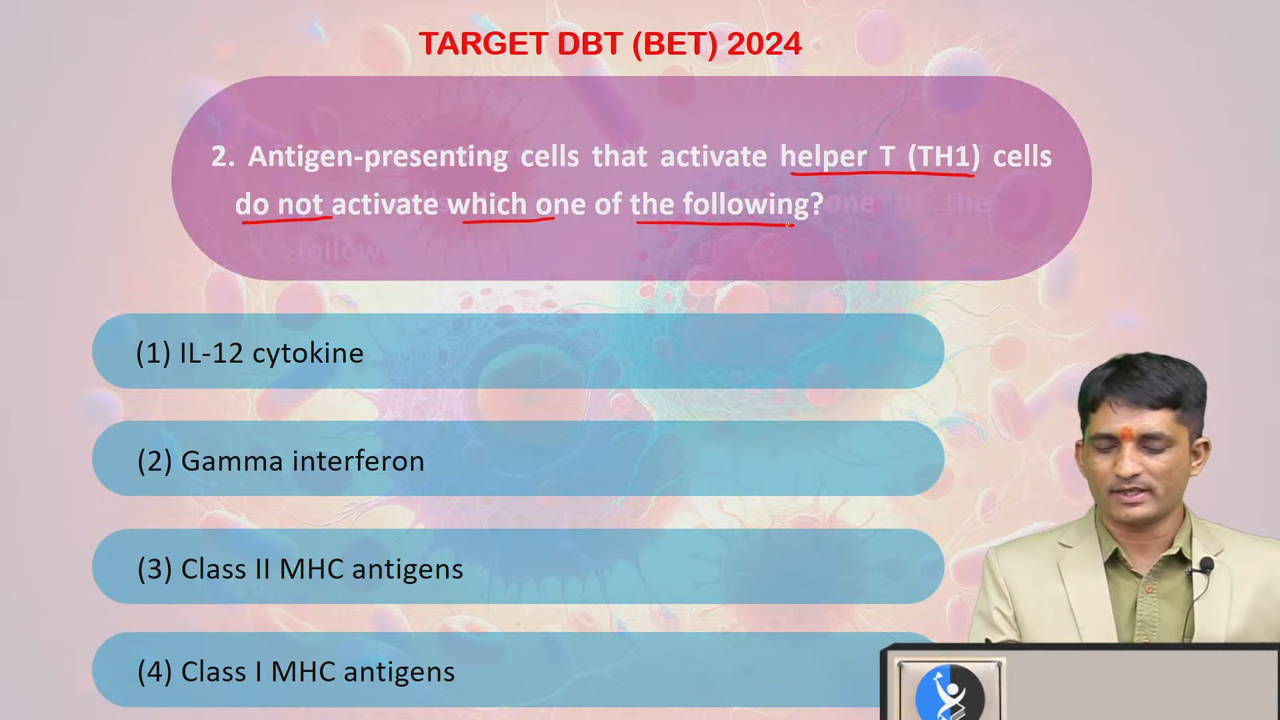 TARGET DBT (BET) 2024
2. Antigen-presenting cells that activate helper T (TH1) cells
do not activate which one of the following?
(1) IL-12 cytokine
(2) Gamma interferon
(3) Class II MHC antigens
(4) Class I MHC antigens